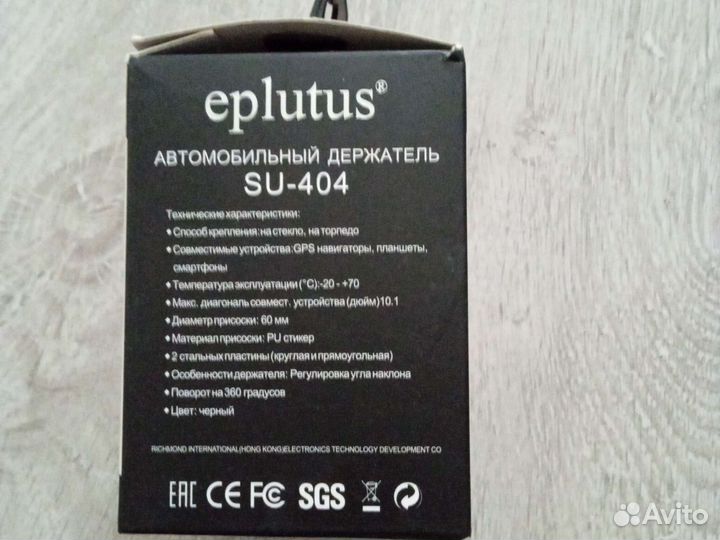 eplutus®
АВТОМОБИЛЬНЫЙ ДЕРЖАТЕЛЬ
SU-404
Технические характеристики:
• Способ крепления: на стекло, на торпедо
• Совместимые устройства: GPS навигаторы, планшеты,
смартфоны
• Температура эксплуатации (°C):-20 - +70
• Макс. диагональ совмест. устройства (дюйм)10.1
• Диаметр присоски: 60 мм
• Материал присоски: PU стикер
• 2 стальных пластины (круглая и прямоугольная)
• Особенности держателя: Регулировка угла наклона
• Поворот на 360 градусов
• Цвет: черный
RICHMOND INTERNATIONAL(HONG KONG)ELECTRONICS TECHNOLOGY DEVELOPMENT CO
EAC CE FC SGS
Avito